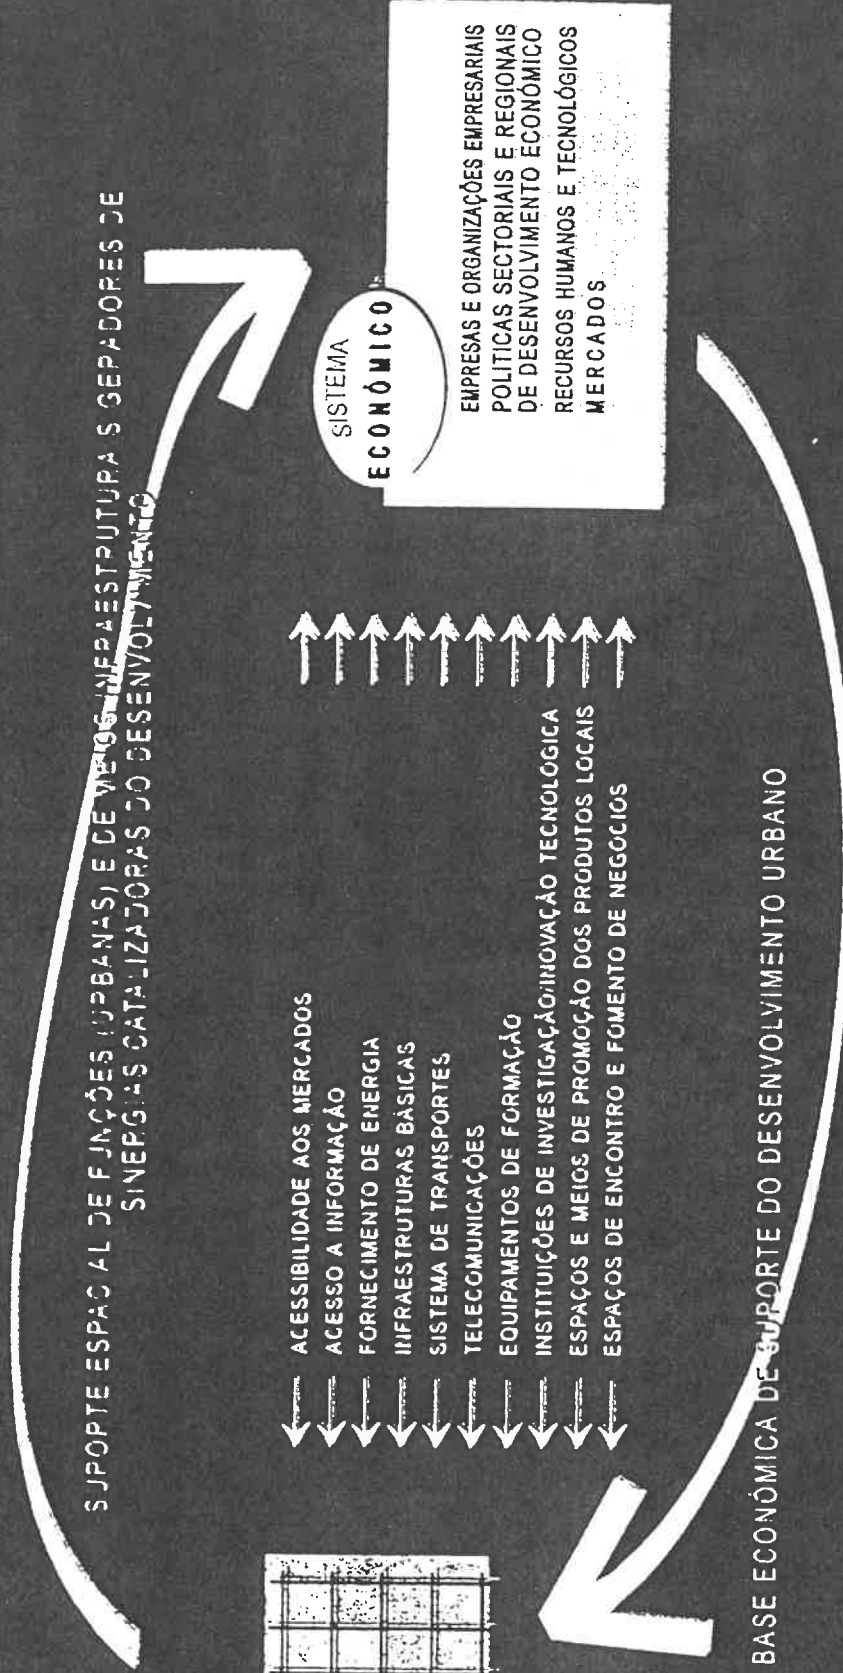 SUPORTE ESPACIAL DE FUNÇÕES (URBANAS) E DE MEIOS INFRAESTRUTURAIS GERADORES DE
SINERGIAS CATALIZADORAS DO DESENVOLVIMENTO
SISTEMA
ECONÓMICO
EMPRESAS E ORGANIZAÇÕES EMPRESARIAIS
POLITICAS SECTORIAIS E REGIONAIS
DE DESENVOLVIMENTO ECONÓMICO
RECURSOS HUMANOS E TECNOLÓGICOS
MERCADOS
ACESSIBILIDADE AOS MERCADOS
ACESSO A INFORMAÇÃO
FORNECIMENTO DE ENERGIA
INFRAESTRUTURAS BÁSICAS
SISTEMA DE TRANSPORTES
TELECOMUNICAÇÕES
EQUIPAMENTOS DE FORMAÇÃO
INSTITUIÇÕES DE INVESTIGAÇÃO/INOVAÇÃO TECNOLÓGICA
ESPAÇOS E MEIOS DE PROMOÇÃO DOS PRODUTOS LOCAIS
ESPAÇOS DE ENCONTRO E FOMENTO DE NEGÓCIOS
BASE ECONÓMICA DE SUPORTE DO DESENVOLVIMENTO URBANO